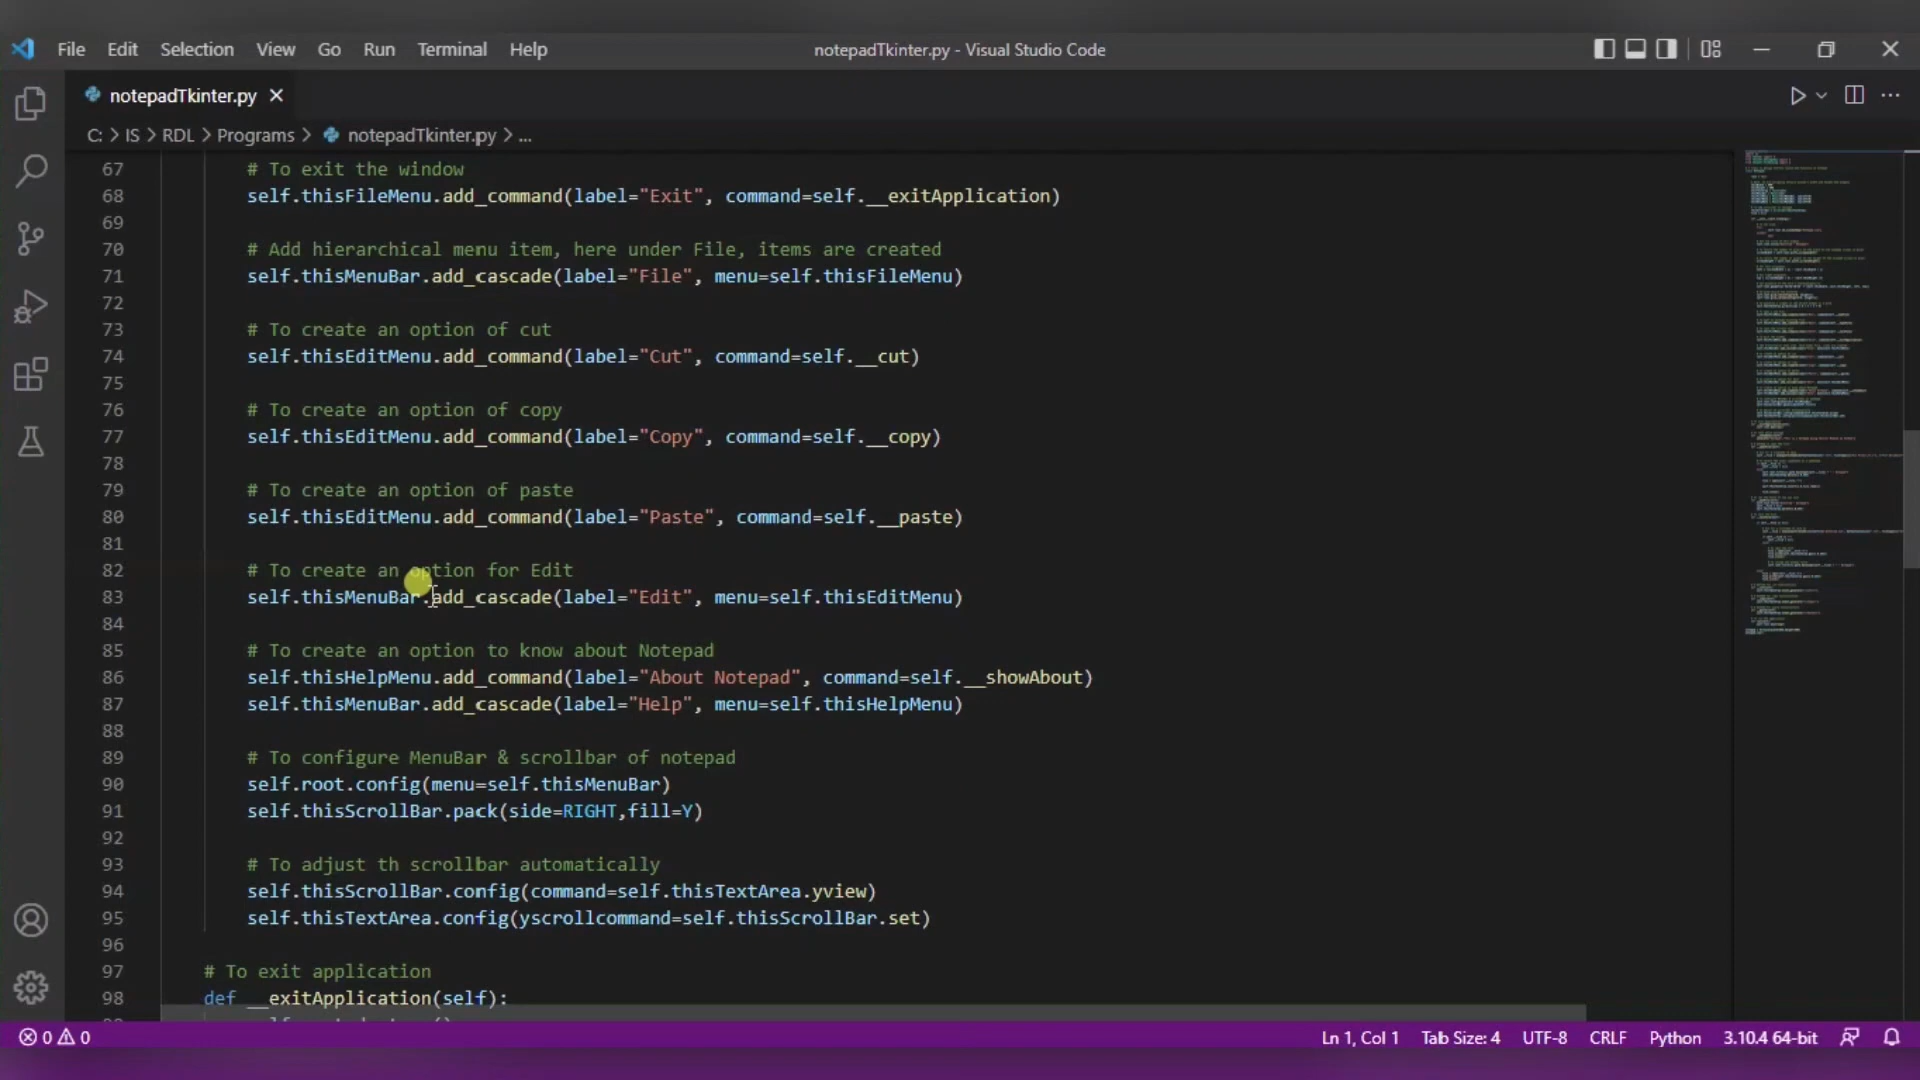 File Edit Selection View Go Run Terminal Help
notepadTkinter.py - Visual Studio Code
notepadTkinter.py
C: > IS > RDL > Programs > notepadTkinter.py > ...
67 # To exit the window
68 self.thisFileMenu.add_command(label="Exit", command=self.__exitApplication)
69
70 # Add hierarchical menu item, here under File, items are created
71 self.thisMenuBar.add_cascade(label="File", menu=self.thisFileMenu)
72
73 # To create an option of cut
74 self.thisEditMenu.add_command(label="Cut", command=self.__cut)
75
76 # To create an option of copy
77 self.thisEditMenu.add_command(label="Copy", command=self.__copy)
78
79 # To create an option of paste
80 self.thisEditMenu.add_command(label="Paste", command=self.__paste)
81
82 # To create an option for Edit
83 self.thisMenuBar.add_cascade(label="Edit", menu=self.thisEditMenu)
84
85 # To create an option to know about Notepad
86 self.thisHelpMenu.add_command(label="About Notepad", command=self.__showAbout)
87 self.thisMenuBar.add_cascade(label="Help", menu=self.thisHelpMenu)
88
89 # To configure MenuBar & scrollbar of notepad
90 self.root.config(menu=self.thisMenuBar)
91 self.thisScrollBar.pack(side=RIGHT,fill=Y)
92
93 # To adjust th scrollbar automatically
94 self.thisScrollBar.config(command=self.thisTextArea.yview)
95 self.thisTextArea.config(yscrollcommand=self.thisScrollBar.set)
96
97 # To exit application
98 def __exitApplication(self):
0 0 Ln 1, Col 1 Tab Size: 4 UTF-8 CRLF Python 3.10.4 64-bit